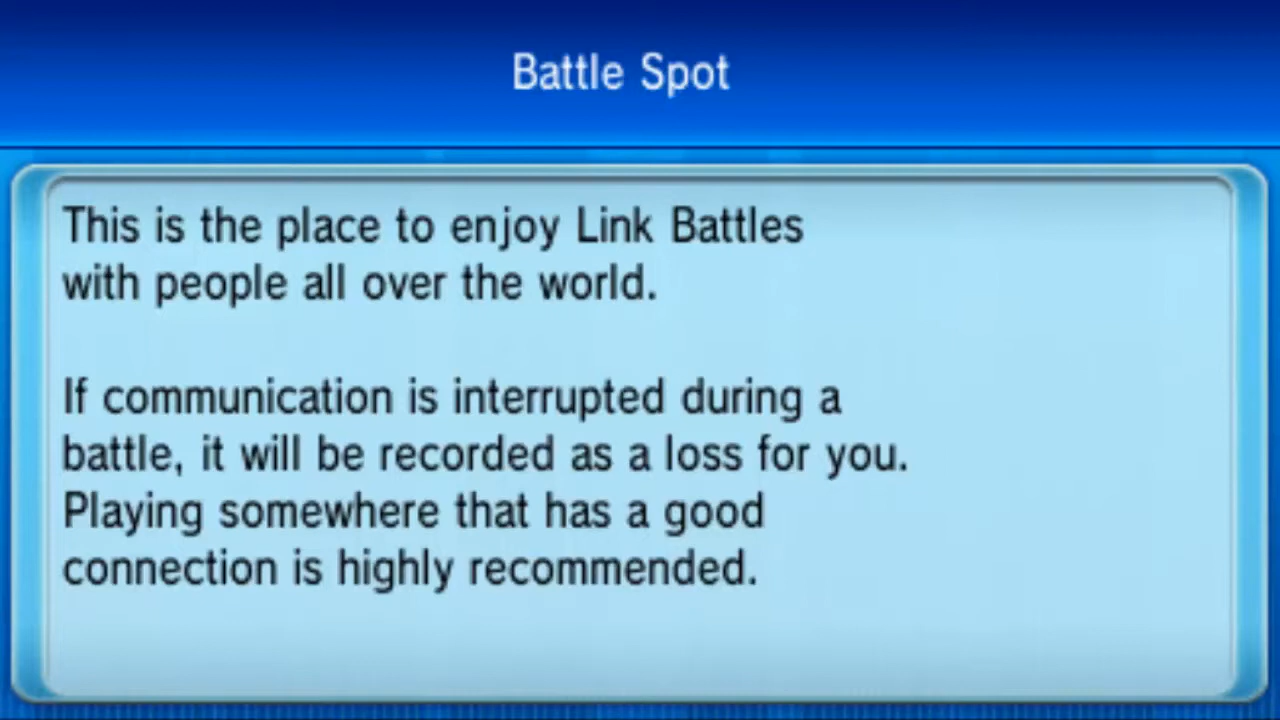 Battle Spot
This is the place to enjoy Link Battles
with people all over the world.
If communication is interrupted during a
battle, it will be recorded as a loss for you.
Playing somewhere that has a good
connection is highly recommended.